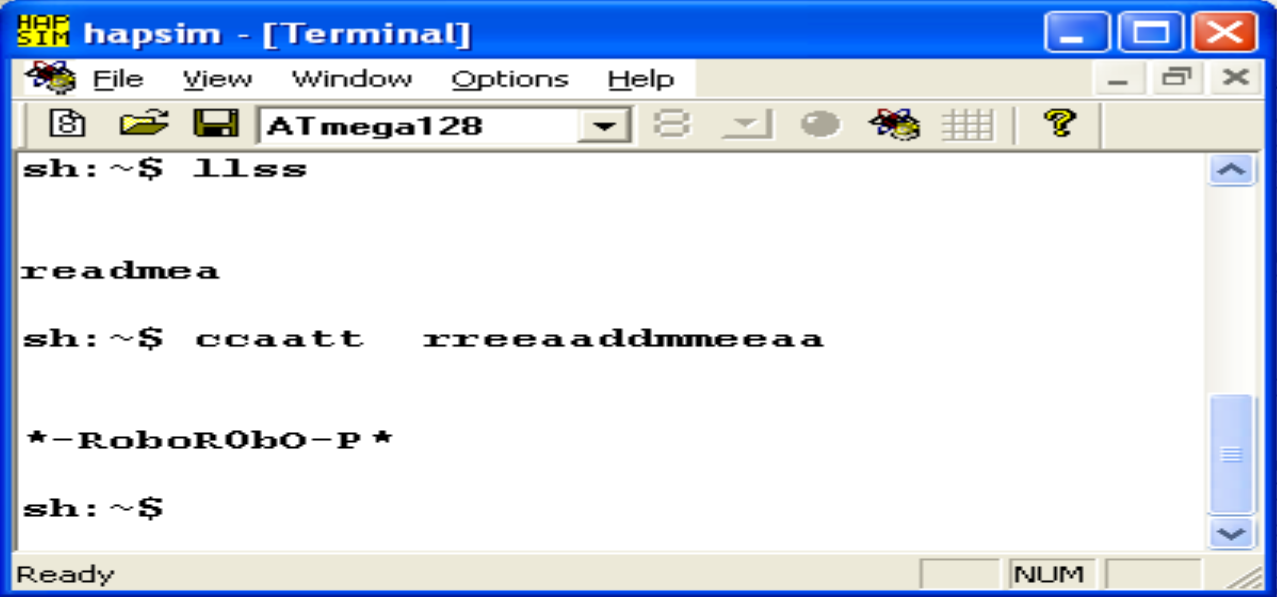 HAP SIM hapsim - [Terminal]
File View Window Options Help
ATmega128
sh:~$ llss
readmea
sh:~$ ccaatt  rreeaaddmmeeaa
*-RoboR0bO-P*
sh:~$
Ready NUM